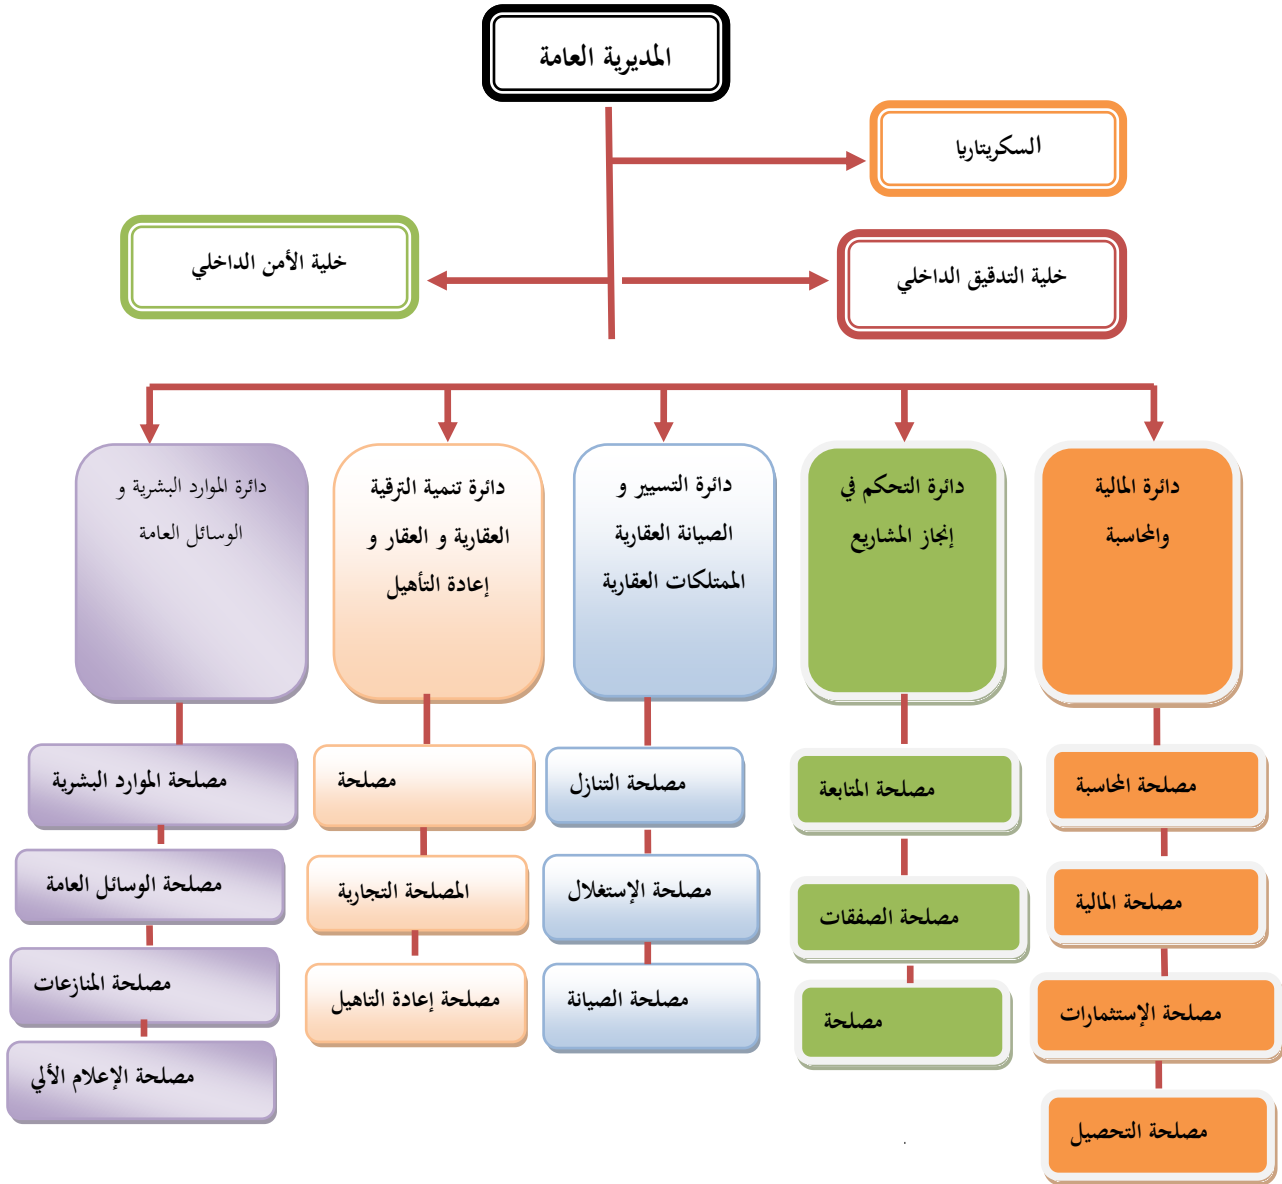 المديرية العامة
السكريتاريا
خلية التدقيق الداخلي
خلية الأمن الداخلي
دائرة المالية
والمحاسبة
دائرة التحكم في
إنجاز المشاريع
دائرة التسيير و
الصيانة العقارية
الممتلكات العقارية
دائرة تنمية الترقية
العقارية و العقار و
إعادة التأهيل
دائرة الموارد البشرية و
الوسائل العامة
مصلحة المحاسبة
مصلحة المالية
مصلحة الإستثمارات
مصلحة التحصيل
مصلحة المتابعة
مصلحة الصفقات
مصلحة
مصلحة التنازل
مصلحة الإستغلال
مصلحة الصيانة
مصلحة
المصلحة التجارية
مصلحة إعادة التاهيل
مصلحة الموارد البشرية
مصلحة الوسائل العامة
مصلحة المنازعات
مصلحة الإعلام الألي